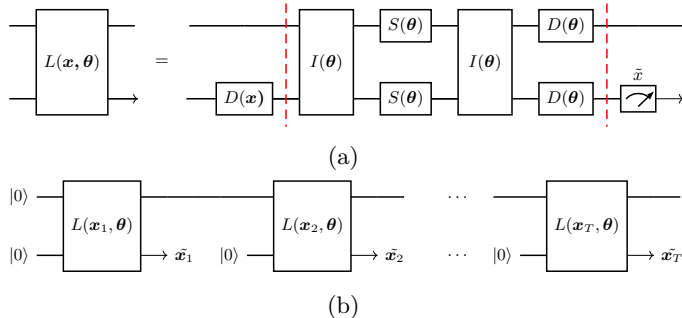 S(θ) D(θ)
L(x, θ) = I(θ) I(θ) x̃
D(x) S(θ) D(θ)
(a)
|0⟩
L(x₁, θ) L(x₂, θ) ⋯ L(x_T, θ)
|0⟩ x̃₁ |0⟩ x̃₂ ⋯ |0⟩ x̃_T
(b)